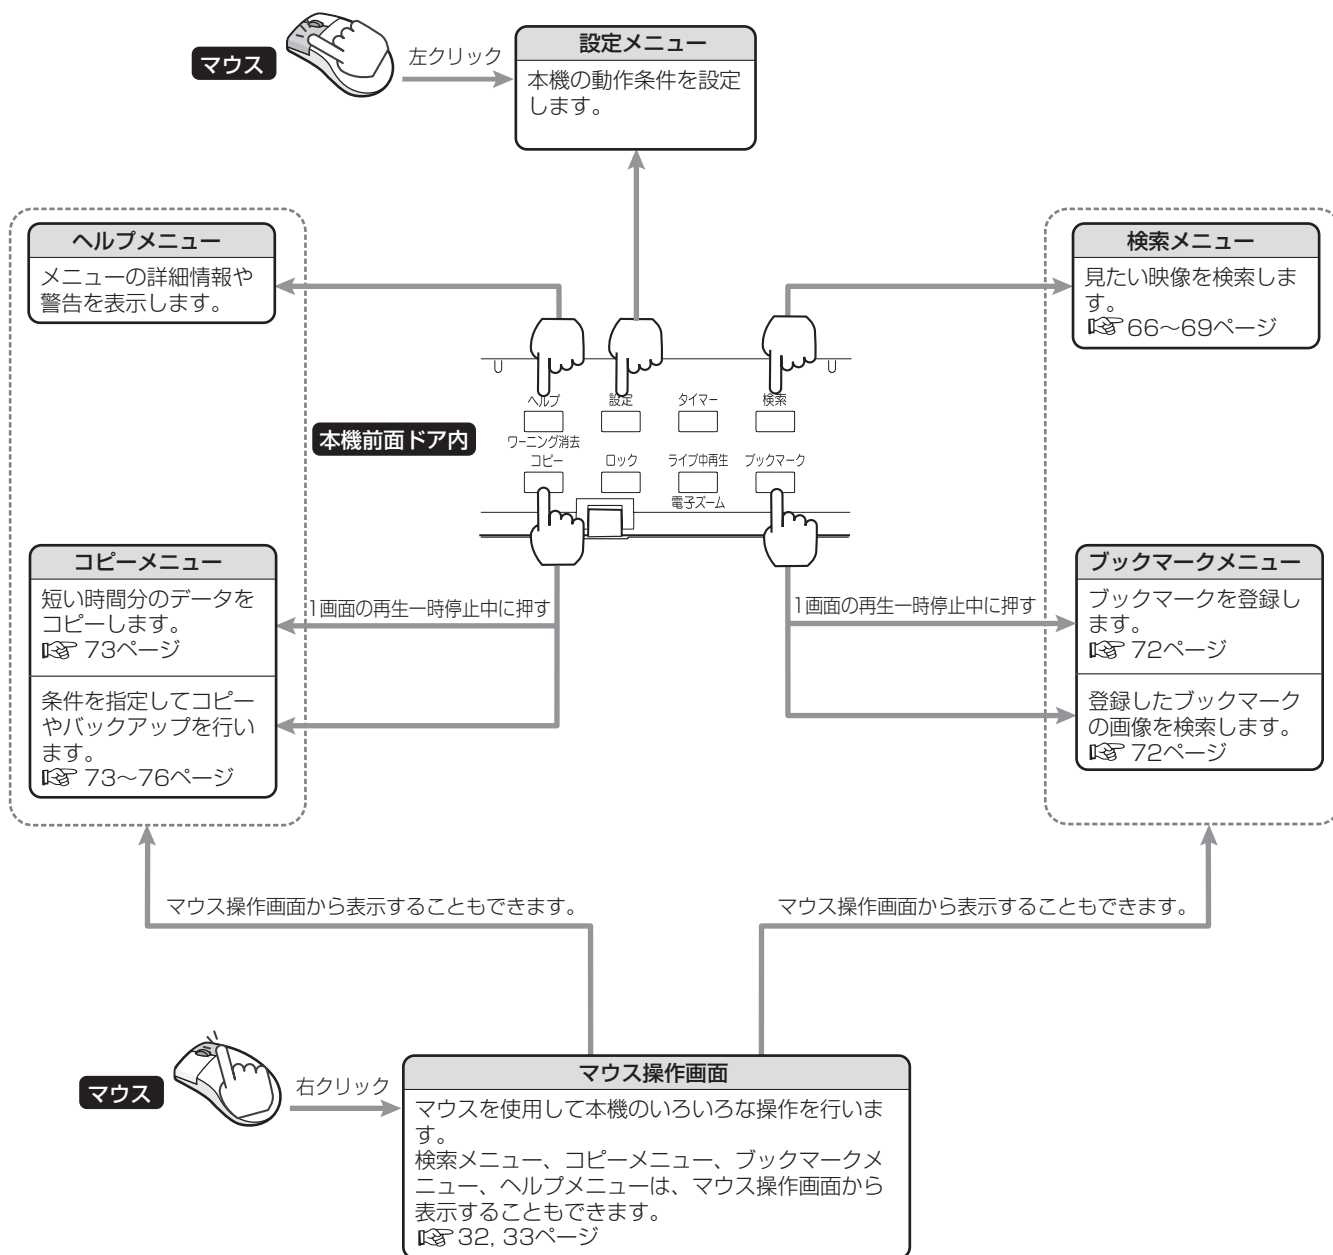 マウス
左クリック
設定メニュー
本機の動作条件を設定
します。
ヘルプメニュー
メニューの詳細情報や
警告を表示します。
検索メニュー
見たい映像を検索しま
す。
☞ 66〜69ページ
本機前面ドア内
ヘルプ
設定
タイマー
検索
ワーニング消去
コピー
ロック
ライブ中再生
ブックマーク
電子ズーム
コピーメニュー
短い時間分のデータを
コピーします。
☞ 73ページ
条件を指定してコピー
やバックアップを行い
ます。
☞ 73〜76ページ
1画面の再生一時停止中に押す
1画面の再生一時停止中に押す
ブックマークメニュー
ブックマークを登録し
ます。
☞ 72ページ
登録したブックマーク
の画像を検索します。
☞ 72ページ
マウス操作画面から表示することもできます。
マウス操作画面から表示することもできます。
マウス
右クリック
マウス操作画面
マウスを使用して本機のいろいろな操作を行いま
す。
検索メニュー、コピーメニュー、ブックマークメ
ニュー、ヘルプメニューは、マウス操作画面から
表示することもできます。
☞ 32, 33ページ